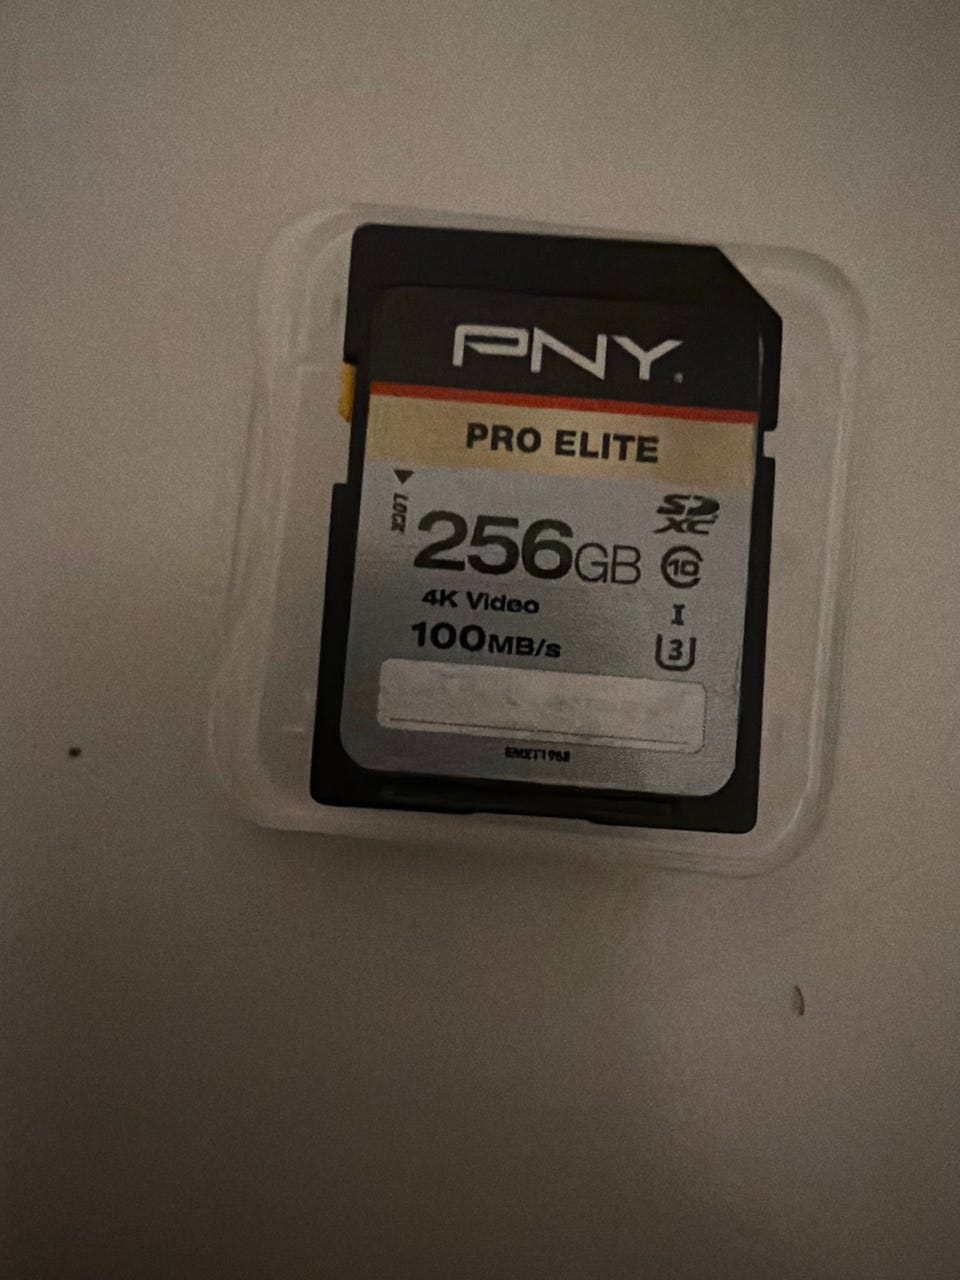 PNY
PRO ELITE
LOCK
SD
XC
256GB
10
4K Video
I
100MB/s
3